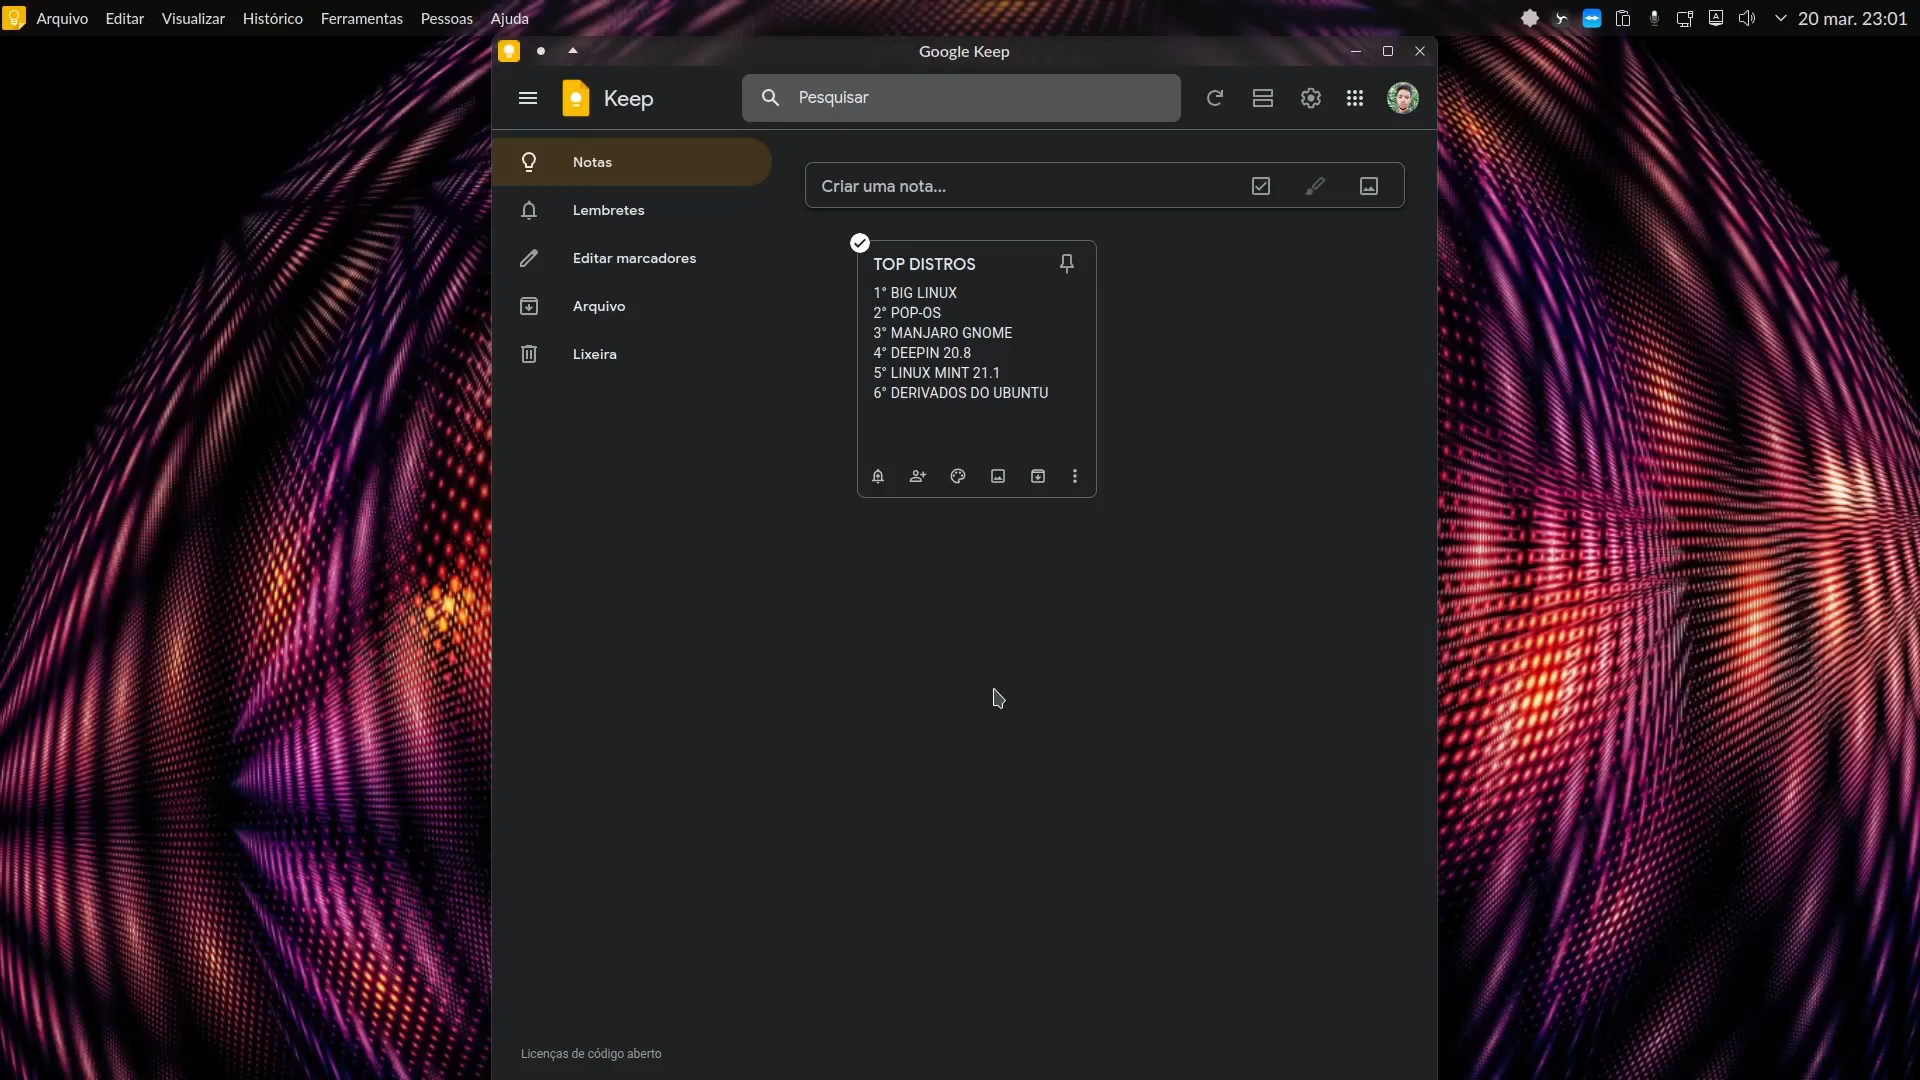 Arquivo Editar Visualizar Histórico Ferramentas Pessoas Ajuda
20 mar. 23:01
Google Keep
Keep
Pesquisar
Notas
Lembretes
Editar marcadores
Arquivo
Lixeira
Criar uma nota...
TOP DISTROS
1° BIG LINUX
2° POP-OS
3° MANJARO GNOME
4° DEEPIN 20.8
5° LINUX MINT 21.1
6° DERIVADOS DO UBUNTU
Licenças de código aberto